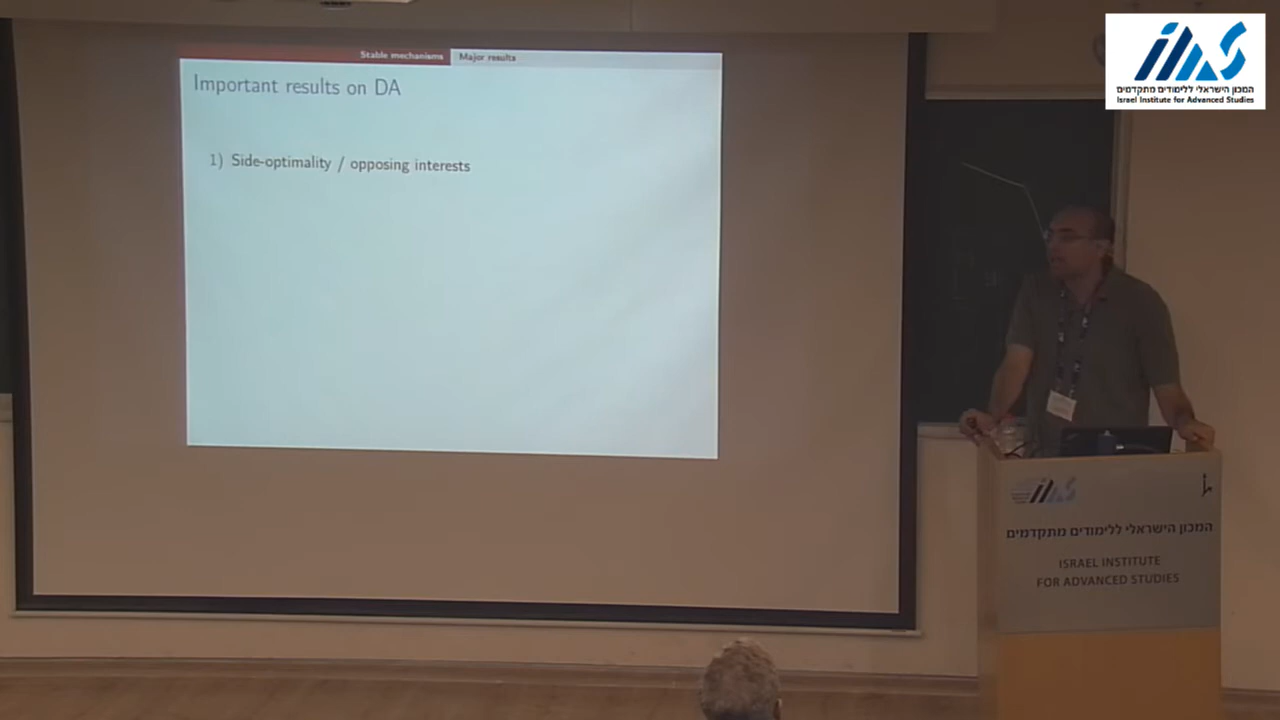 Stable mechanisms
Major results
Important results on DA
1) Side-optimality / opposing interests
המכון הישראלי ללימודים מתקדמים
Israel Institute for Advanced Studies
המכון הישראלי ללימודים מתקדמים
ISRAEL INSTITUTE
FOR ADVANCED STUDIES